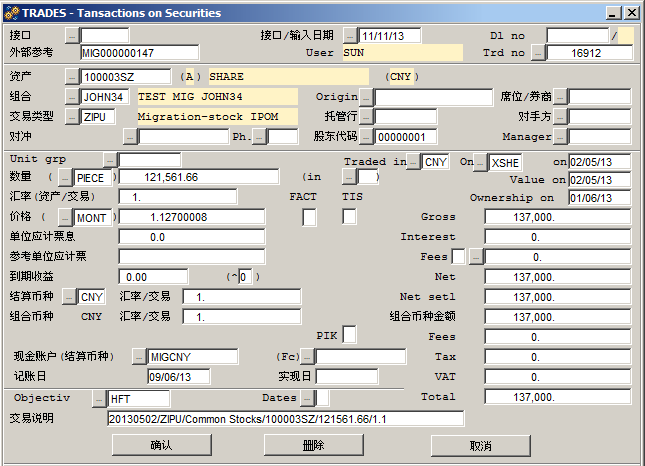 TRADES - Tansactions on Securities
接口 接口/输入日期 11/11/13 Dl no /
外部参考 MIG000000147 User SUN Trd no 16912
资产 100003SZ (A) SHARE (CNY)
组合 JOHN34 TEST MIG JOHN34 Origin 席位/券商
交易类型 ZIPU Migration-stock IPOM 托管行 对手方
对冲 Ph. 股东代码 00000001 Manager
Unit grp Traded in CNY On XSHE on 02/05/13
数量 ( PIECE ) 121,561.66 (in ) Value on 02/05/13
汇率(资产/交易) 1. FACT TIS Ownership on 01/06/13
价格 ( MONT ) 1.12700008 Gross 137,000.
单位应计票息 0.0 Interest 0.
参考单位应计票 Fees 0.
到期收益 0.00 (^0 ) Net 137,000.
结算币种 CNY 汇率/交易 1. Net setl 137,000.
组合币种 CNY 汇率/交易 1. 组合币种金额 137,000.
PIK Fees 0.
现金账户(结算币种) MIGCNY (Fc) Tax 0.
记账日 09/06/13 实现日 VAT 0.
Objectiv HFT Dates Total 137,000.
交易说明 20130502/ZIPU/Common Stocks/100003SZ/121561.66/1.1
确认 删除 取消